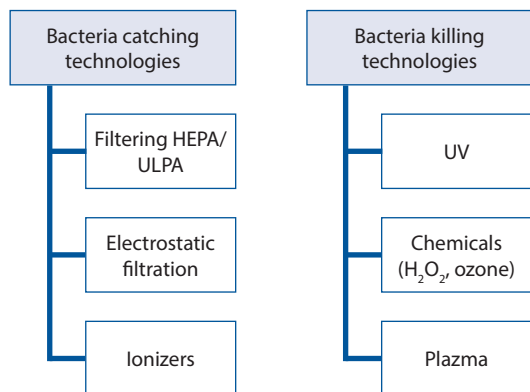 Bacteria catching
technologies
Filtering HEPA/
ULPA
Electrostatic
filtration
Ionizers
Bacteria killing
technologies
UV
Chemicals
(H₂O₂, ozone)
Plazma